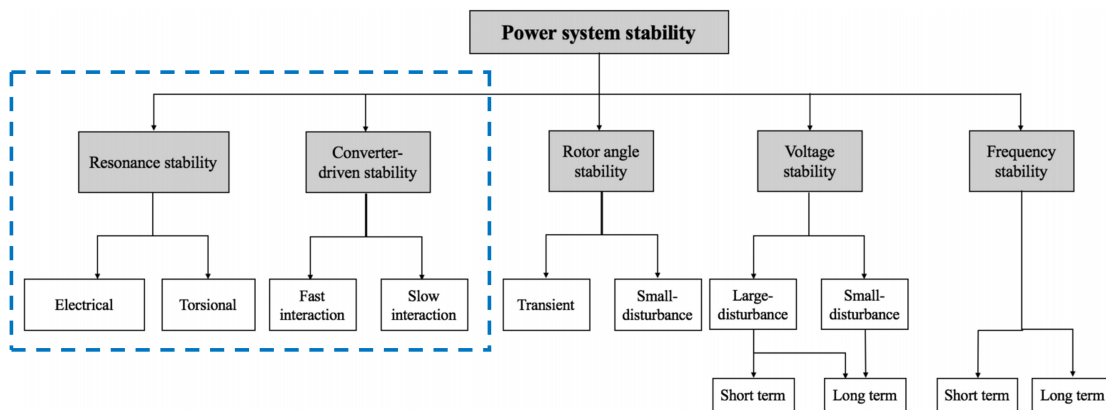 Power system stability
Resonance stability
Converter-
driven stability
Rotor angle
stability
Voltage
stability
Frequency
stability
Electrical
Torsional
Fast
interaction
Slow
interaction
Transient
Small-
disturbance
Large-
disturbance
Small-
disturbance
Short term
Long term
Short term
Long term